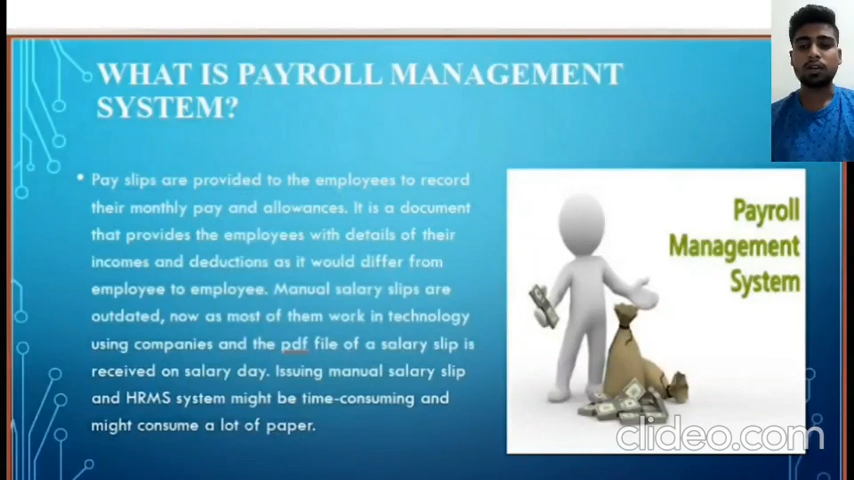 WHAT IS PAYROLL MANAGEMENT
SYSTEM?
• Pay slips are provided to the employees to record
their monthly pay and allowances. It is a document
that provides the employees with details of their
incomes and deductions as it would differ from
employee to employee. Manual salary slips are
outdated, now as most of them work in technology
using companies and the pdf file of a salary slip is
received on salary day. Issuing manual salary slip
and HRMS system might be time-consuming and
might consume a lot of paper.
Payroll
Management
System
clideo.com